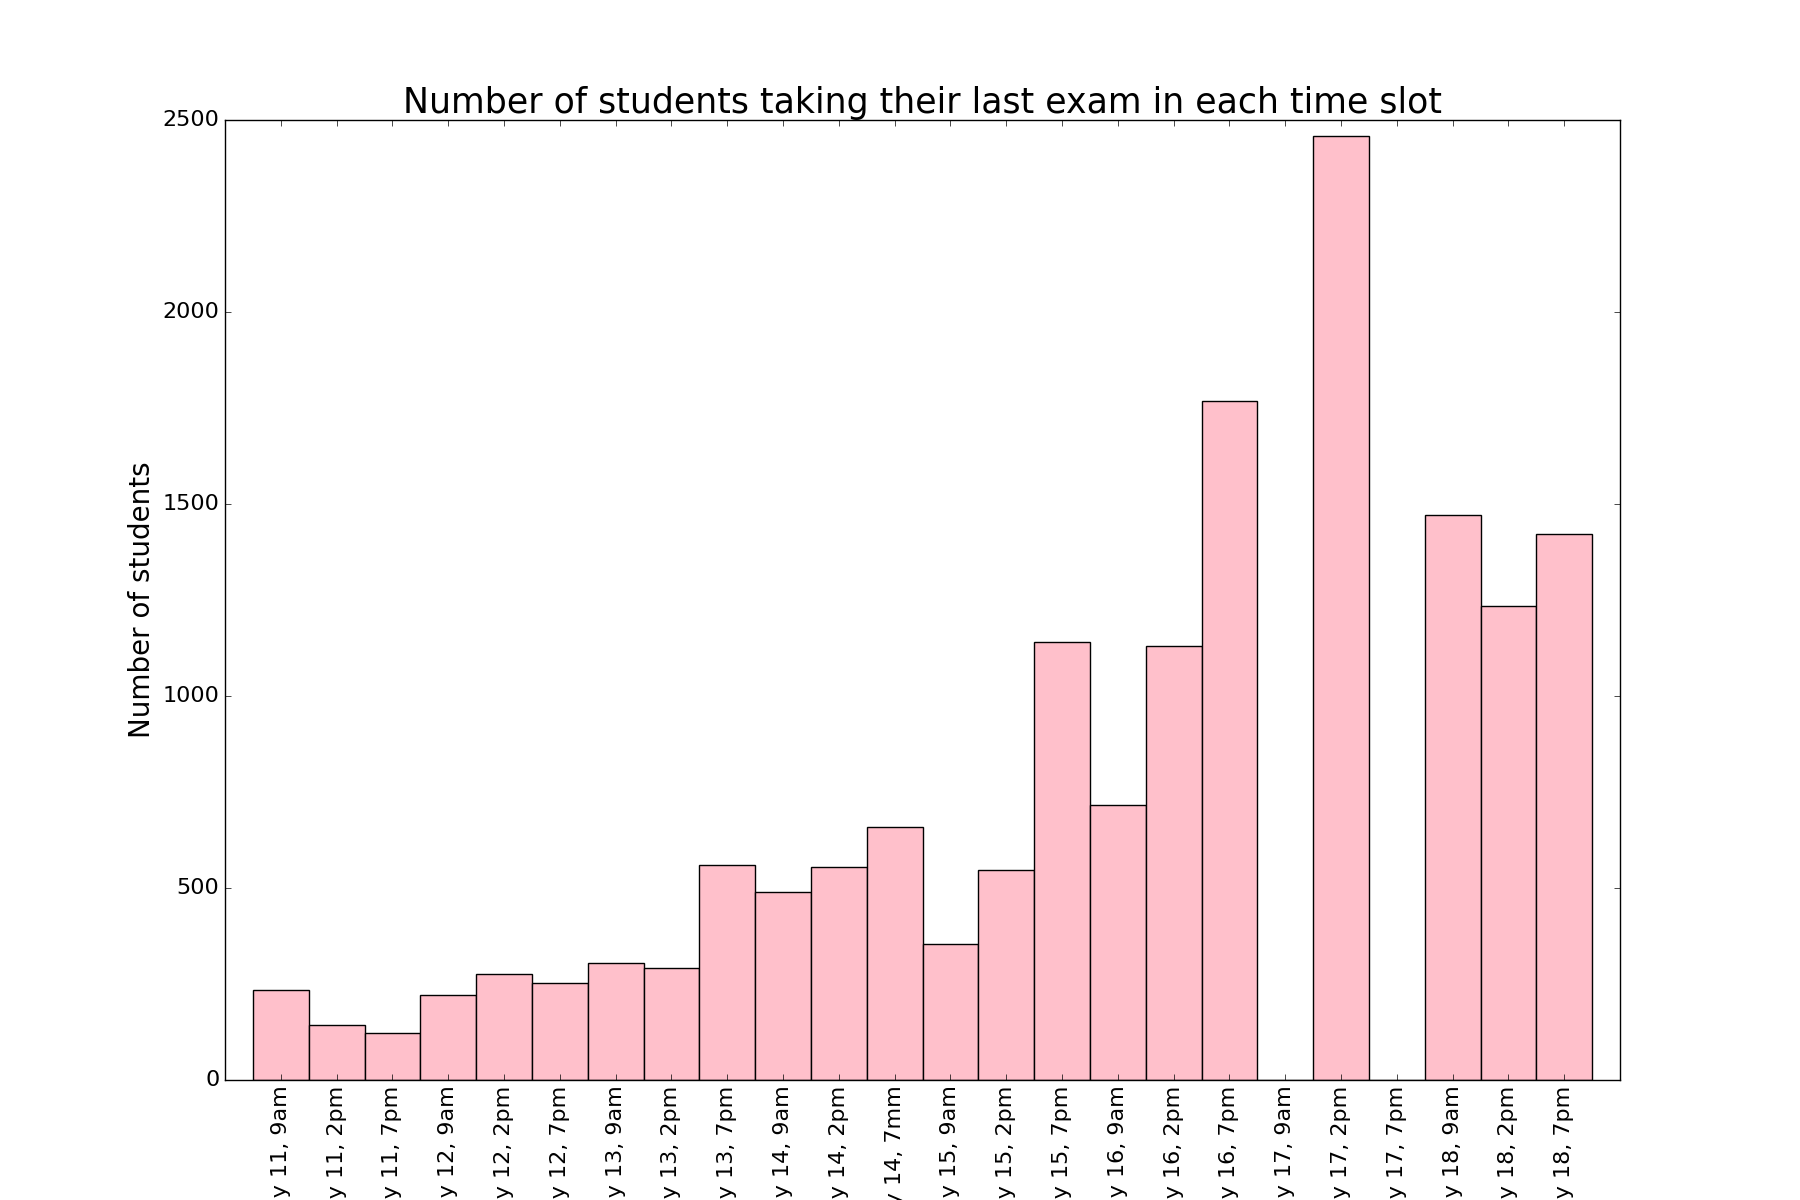 Number of students taking their last exam in each time slot
2500
2000
1500
1000
500
0
Number of students
y 11, 9am
y 11, 2pm
y 11, 7pm
y 12, 9am
y 12, 2pm
y 12, 7pm
y 13, 9am
y 13, 2pm
y 13, 7pm
y 14, 9am
y 14, 2pm
y 14, 7mm
y 15, 9am
y 15, 2pm
y 15, 7pm
y 16, 9am
y 16, 2pm
y 16, 7pm
y 17, 9am
y 17, 2pm
y 17, 7pm
y 18, 9am
y 18, 2pm
y 18, 7pm